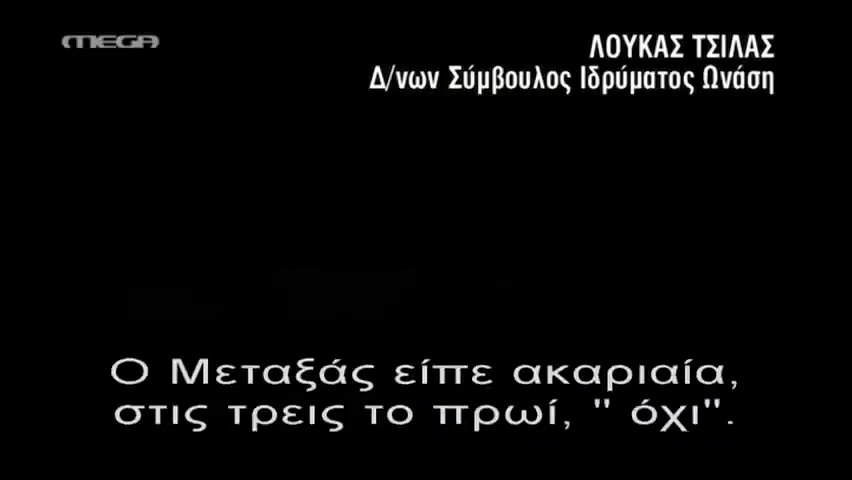 MEGA
ΛΟΥΚΑΣ ΤΣΙΛΑΣ
Δ/νων Σύμβουλος Ιδρύματος Ωνάση
Ο Μεταξάς είπε ακαριαία,
στις τρεις το πρωί, " όχι".